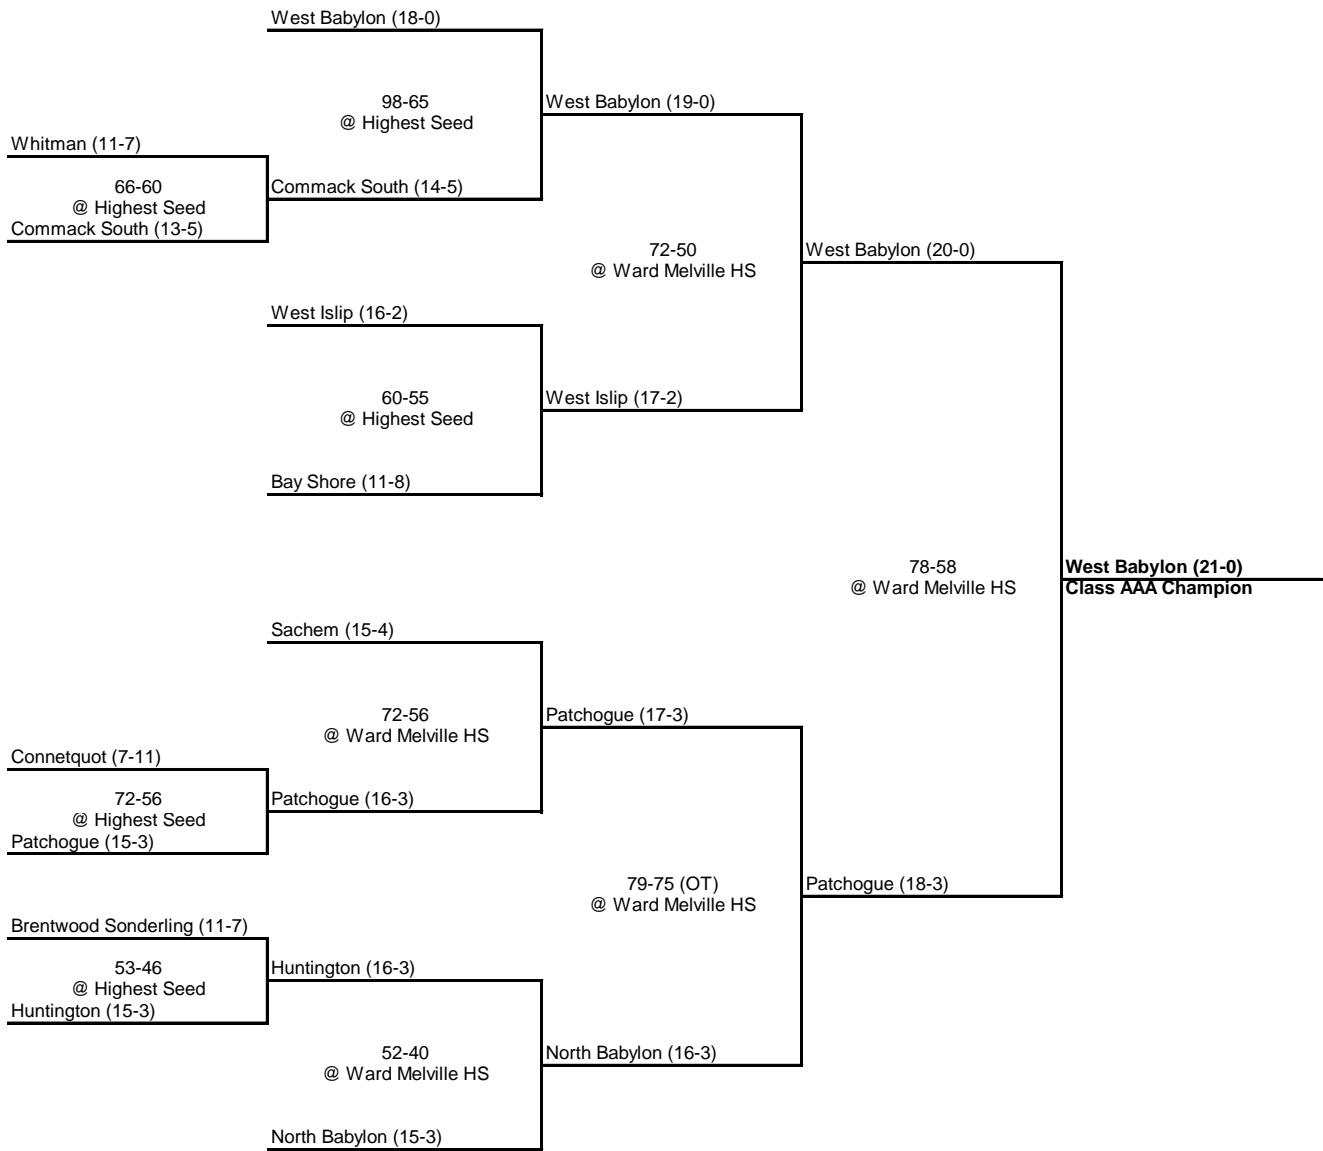 West Babylon (18-0)
98-65
@ Highest Seed
West Babylon (19-0)
Whitman (11-7)
66-60
@ Highest Seed
Commack South (13-5)
Commack South (14-5)
72-50
@ Ward Melville HS
West Babylon (20-0)
West Islip (16-2)
60-55
@ Highest Seed
West Islip (17-2)
Bay Shore (11-8)
78-58
@ Ward Melville HS
West Babylon (21-0)
Class AAA Champion
Sachem (15-4)
72-56
@ Ward Melville HS
Patchogue (17-3)
Connetquot (7-11)
72-56
@ Highest Seed
Patchogue (15-3)
Patchogue (16-3)
79-75 (OT)
@ Ward Melville HS
Patchogue (18-3)
Brentwood Sonderling (11-7)
53-46
@ Highest Seed
Huntington (15-3)
Huntington (16-3)
52-40
@ Ward Melville HS
North Babylon (16-3)
North Babylon (15-3)